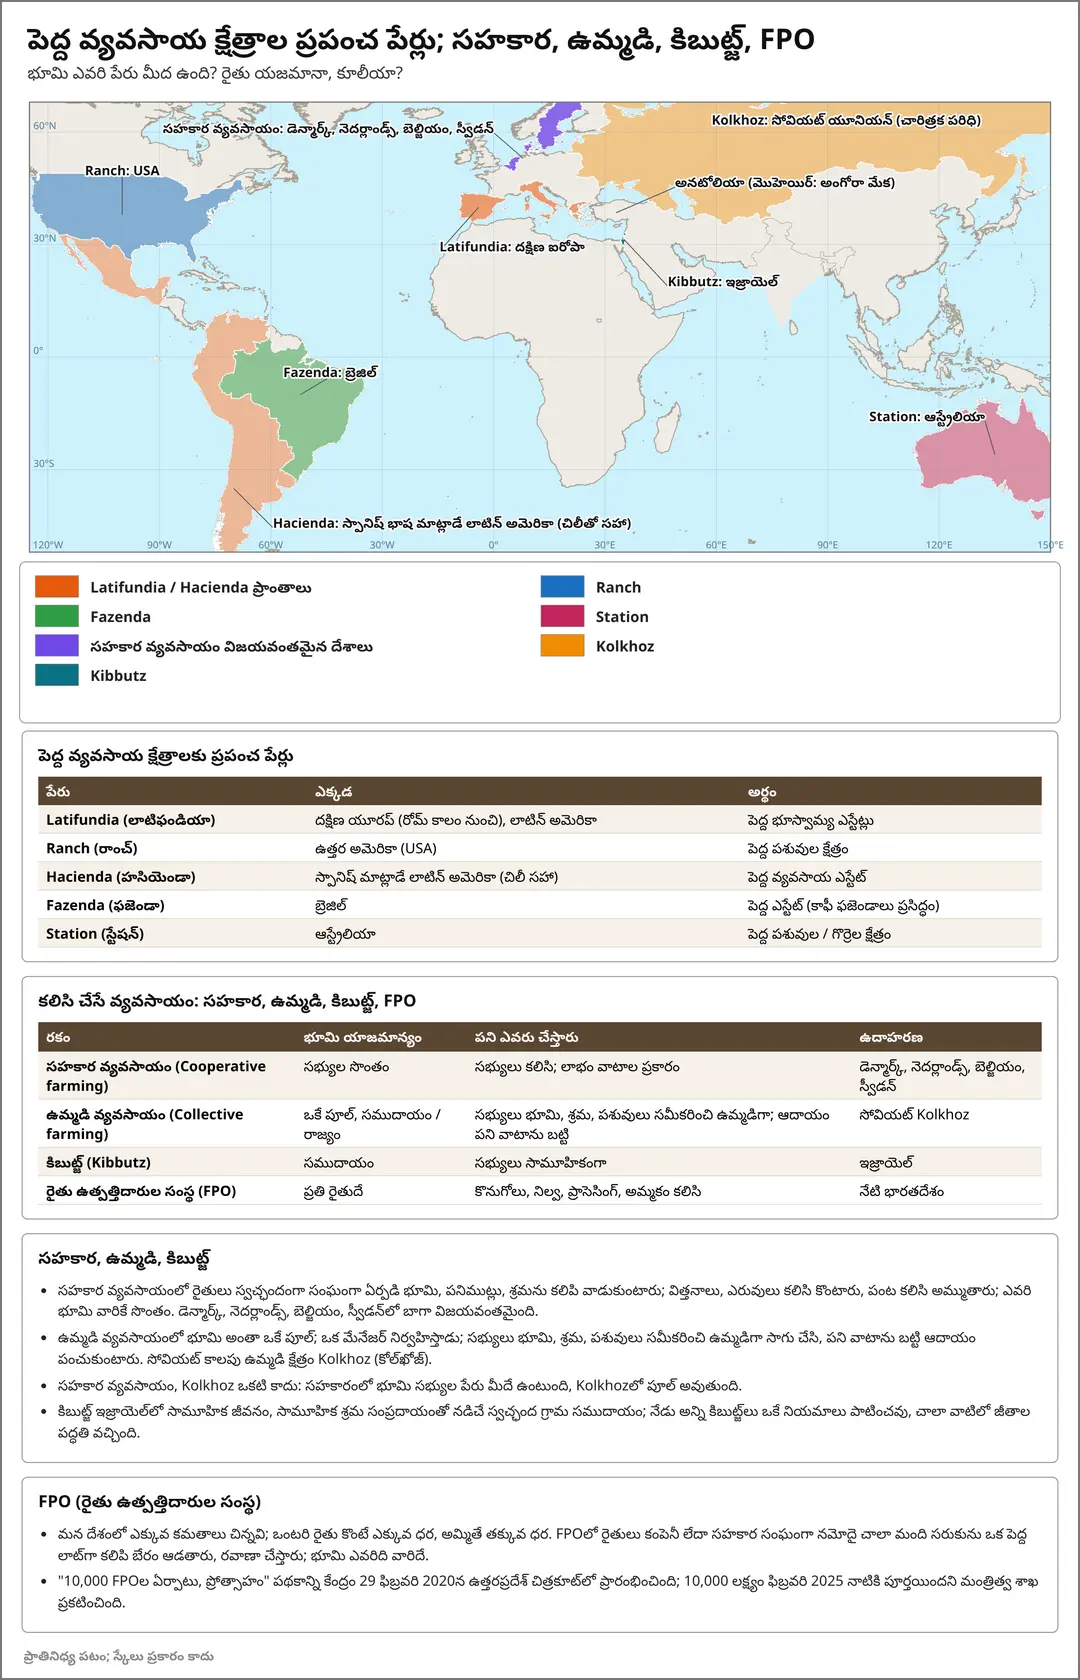 పెద్ద వ్యవసాయ క్షేత్రాల ప్రపంచ పేర్లు; సహకార, ఉమ్మడి, కిబుట్జ్, FPO
భూమి ఎవరి పేరు మీద ఉంది? రైతు యజమానా, కూలీయా?
60°N
సహకార వ్యవసాయం: డెన్మార్క్, నెదర్లాండ్స్, బెల్జియం, స్వీడన్
Kolkhoz: సోవియట్ యూనియన్ (చారిత్రక పరిధి)
Ranch: USA
అనటోలియా (మొహెయిర్: అంగోరా మేక)
30°N
Latifundia: దక్షిణ ఐరోపా
Kibbutz: ఇజ్రాయెల్
0°
Fazenda: బ్రెజిల్
Station: ఆస్ట్రేలియా
30°S
Hacienda: స్పానిష్ భాష మాట్లాడే లాటిన్ అమెరికా (చిలీతో సహా)
120°W 90°W 60°W 30°W 0° 30°E 60°E 90°E 120°E 150°E
Latifundia / Hacienda ప్రాంతాలు
Ranch
Fazenda
Station
సహకార వ్యవసాయం విజయవంతమైన దేశాలు
Kolkhoz
Kibbutz
పెద్ద వ్యవసాయ క్షేత్రాలకు ప్రపంచ పేర్లు
పేరు ఎక్కడ అర్థం
Latifundia (లాటిఫండియా) దక్షిణ యూరప్ (రోమ్ కాలం నుంచి), లాటిన్ అమెరికా పెద్ద భూస్వామ్య ఎస్టేట్లు
Ranch (రాంచ్) ఉత్తర అమెరికా (USA) పెద్ద పశువుల క్షేత్రం
Hacienda (హసియెండా) స్పానిష్ మాట్లాడే లాటిన్ అమెరికా (చిలీ సహా) పెద్ద వ్యవసాయ ఎస్టేట్
Fazenda (ఫజెండా) బ్రెజిల్ పెద్ద ఎస్టేట్ (కాఫీ ఫజెండాలు ప్రసిద్ధం)
Station (స్టేషన్) ఆస్ట్రేలియా పెద్ద పశువుల / గొర్రెల క్షేత్రం
కలిసి చేసే వ్యవసాయం: సహకార, ఉమ్మడి, కిబుట్జ్, FPO
రకం భూమి యాజమాన్యం పని ఎవరు చేస్తారు ఉదాహరణ
సహకార వ్యవసాయం (Cooperative సభ్యుల సొంతం సభ్యులు కలిసి; లాభం వాటాల ప్రకారం డెన్మార్క్, నెదర్లాండ్స్, బెల్జియం,
farming) స్వీడన్
ఉమ్మడి వ్యవసాయం (Collective ఒకే పూల్, సముదాయం / సభ్యులు భూమి, శ్రమ, పశువులు సమీకరించి ఉమ్మడిగా; ఆదాయం సోవియట్ Kolkhoz
farming) రాజ్యం పని వాటాను బట్టి
కిబుట్జ్ (Kibbutz) సముదాయం సభ్యులు సామూహికంగా ఇజ్రాయెల్
రైతు ఉత్పత్తిదారుల సంస్థ (FPO) ప్రతి రైతుదే కొనుగోలు, నిల్వ, ప్రాసెసింగ్, అమ్మకం కలిసి నేటి భారతదేశం
సహకార, ఉమ్మడి, కిబుట్జ్
• సహకార వ్యవసాయంలో రైతులు స్వచ్ఛందంగా సంఘంగా ఏర్పడి భూమి, పనిముట్లు, శ్రమను కలిపి వాడుకుంటారు; విత్తనాలు, ఎరువులు కలిసి కొంటారు, పంట కలిసి అమ్ముతారు; ఎవరి
భూమి వారికే సొంతం. డెన్మార్క్, నెదర్లాండ్స్, బెల్జియం, స్వీడన్‌లో బాగా విజయవంతమైంది.
• ఉమ్మడి వ్యవసాయంలో భూమి అంతా ఒకే పూల్; ఒక మేనేజర్ నిర్వహిస్తాడు; సభ్యులు భూమి, శ్రమ, పశువులు సమీకరించి ఉమ్మడిగా సాగు చేసి, పని వాటాను బట్టి ఆదాయం
పంచుకుంటారు. సోవియట్ కాలపు ఉమ్మడి క్షేత్రం Kolkhoz (కోల్‌ఖోజ్).
• సహకార వ్యవసాయం, Kolkhoz ఒకటి కాదు: సహకారంలో భూమి సభ్యుల పేరు మీదే ఉంటుంది, Kolkhozలో పూల్ అవుతుంది.
• కిబుట్జ్ ఇజ్రాయెల్‌లో సామూహిక జీవనం, సామూహిక శ్రమ సంప్రదాయంతో నడిచే స్వచ్ఛంద గ్రామ సముదాయం; నేడు అన్ని కిబుట్జ్‌లు ఒకే నియమాలు పాటించవు, చాలా వాటిలో జీతాల
పద్ధతి వచ్చింది.
FPO (రైతు ఉత్పత్తిదారుల సంస్థ)
• మన దేశంలో ఎక్కువ కమతాలు చిన్నవి; ఒంటరి రైతు కొంటే ఎక్కువ ధర, అమ్మితే తక్కువ ధర. FPOలో రైతులు కంపెనీ లేదా సహకార సంఘంగా నమోదై చాలా మంది సరుకును ఒక పెద్ద
లాట్‌గా కలిపి బేరం ఆడతారు, రవాణా చేస్తారు; భూమి ఎవరిది వారిదే.
• "10,000 FPOల ఏర్పాటు, ప్రోత్సాహం" పథకాన్ని కేంద్రం 29 ఫిబ్రవరి 2020న ఉత్తరప్రదేశ్ చిత్రకూట్‌లో ప్రారంభించింది; 10,000 లక్ష్యం ఫిబ్రవరి 2025 నాటికి పూర్తయిందని మంత్రిత్వ శాఖ
ప్రకటించింది.
ప్రాతినిధ్య పటం; స్కేలు ప్రకారం కాదు